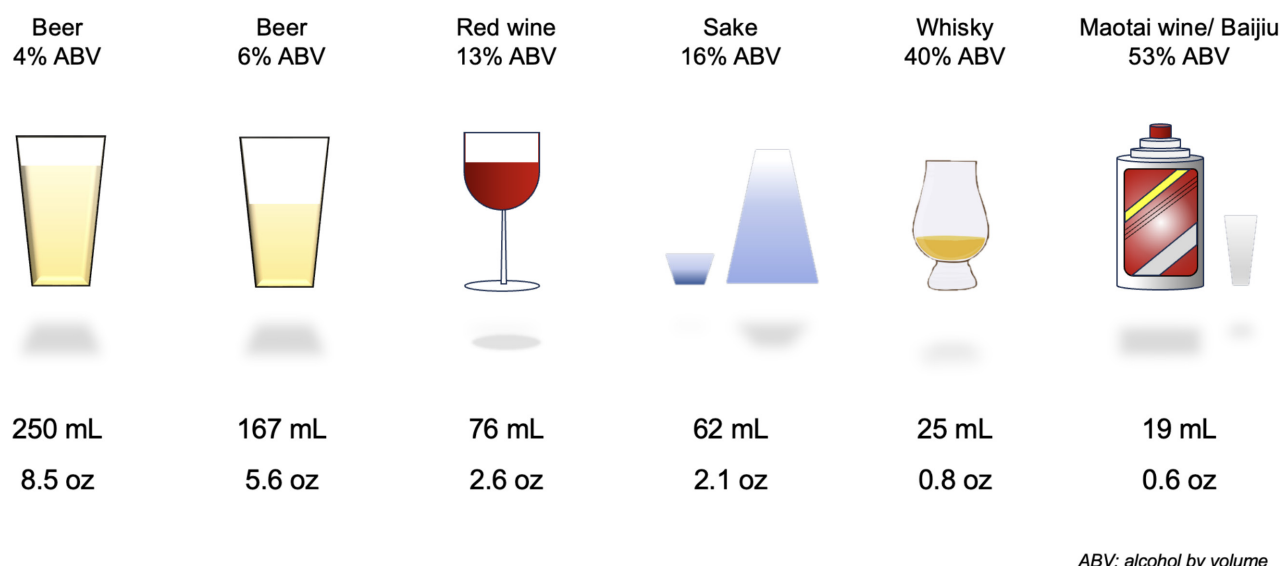 Beer
4% ABV
Beer
6% ABV
Red wine
13% ABV
Sake
16% ABV
Whisky
40% ABV
Maotai wine/ Baijiu
53% ABV
250 mL
167 mL
76 mL
62 mL
25 mL
19 mL
8.5 oz
5.6 oz
2.6 oz
2.1 oz
0.8 oz
0.6 oz
ABV: alcohol by volume